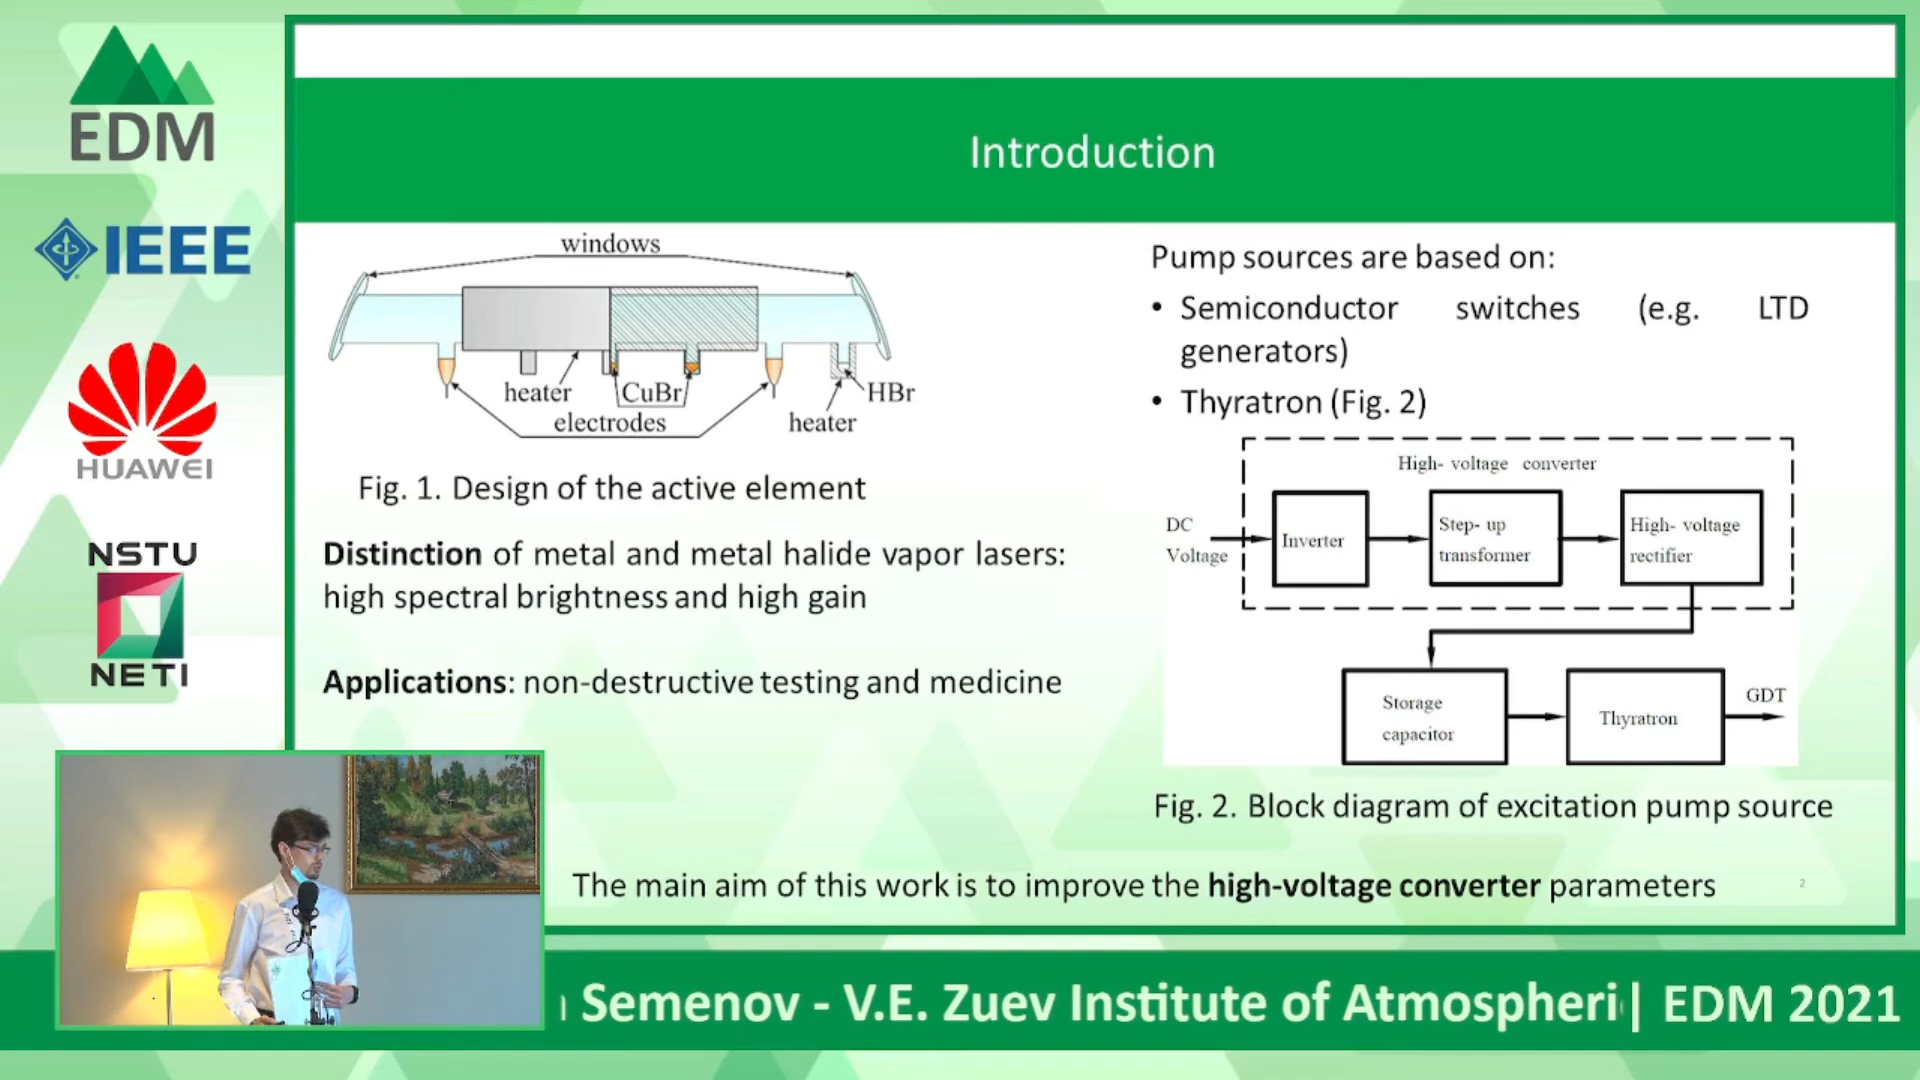 EDM
IEEE
HUAWEI
NSTU
NETI
Introduction
windows
heater
CuBr
HBr
electrodes
heater
Fig. 1. Design of the active element
Distinction of metal and metal halide vapor lasers:
high spectral brightness and high gain
Applications: non-destructive testing and medicine
Pump sources are based on:
• Semiconductor switches (e.g. LTD
generators)
• Thyratron (Fig. 2)
High- voltage converter
DC
Voltage
Inverter
Step- up
transformer
High- voltage
rectifier
Storage
capacitor
Thyratron
GDT
Fig. 2. Block diagram of excitation pump source
The main aim of this work is to improve the high-voltage converter parameters
2
Semenov - V.E. Zuev Institute of Atmospheri| EDM 2021